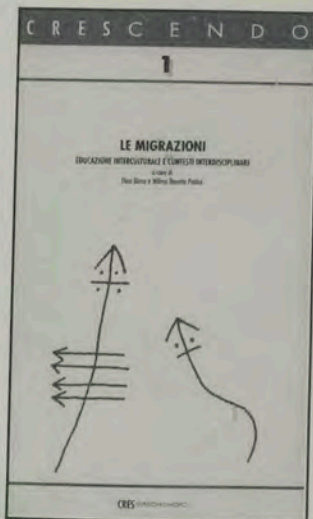 CRESCENDO
1
LE MIGRAZIONI
EDUCAZIONE INTERCULTURALE E CONTESTI INTERDISCIPLINARI
a cura di
CRES